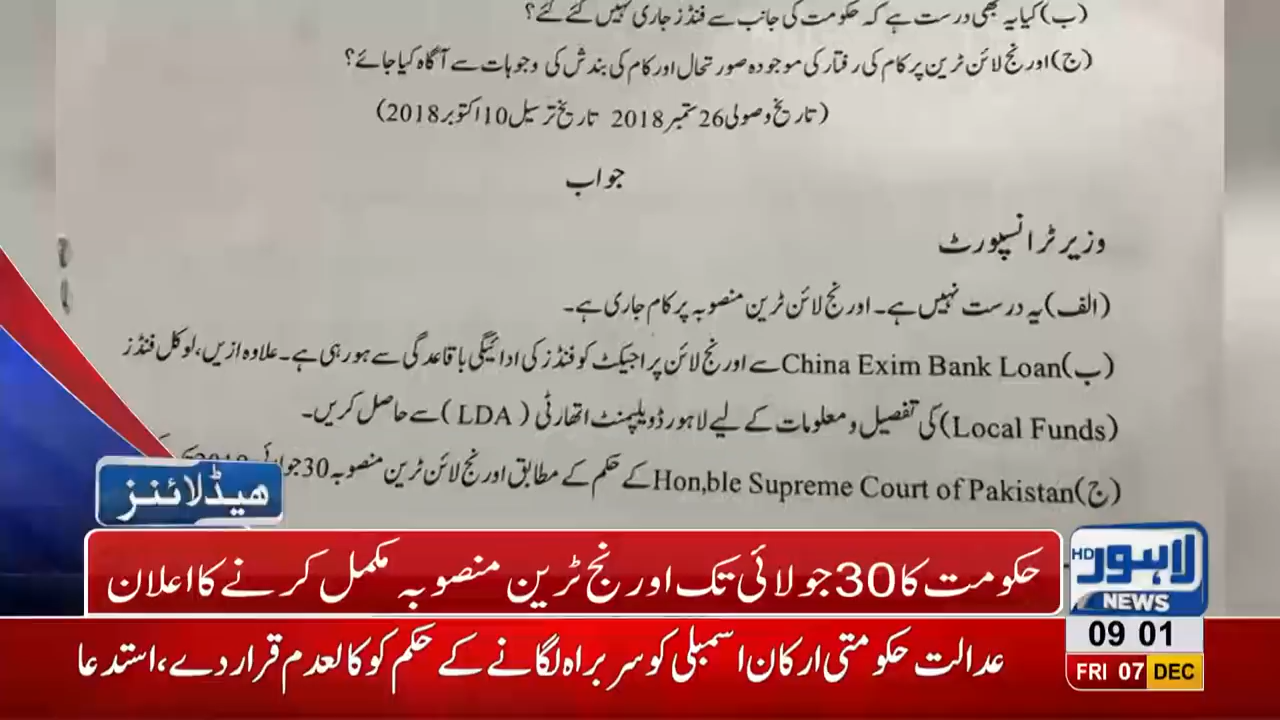 (ب) کیا یہ بھی درست ہے کہ حکومت کی جانب سے فنڈز جاری نہیں کئے گئے؟
(ج) اورنج لائن ٹرین پر کام کی رفتار کی موجودہ صورتحال اور کام کی بندش کی وجوہات سے آگاہ کیا جائے؟
(تاریخ وصولی 26 ستمبر 2018 تاریخ ترسیل 10 اکتوبر 2018)
جواب
وزیر ٹرانسپورٹ
(الف) یہ درست نہیں ہے۔ اورنج لائن ٹرین منصوبہ پر کام جاری ہے۔
(ب) China Exim Bank Loan سے اورنج لائن پراجیکٹ کو فنڈز کی ادائیگی باقاعدگی سے ہو رہی ہے۔ علاوہ ازیں، لوکل فنڈز
(Local Funds) کی تفصیل و معلومات کے لیے لاہور ڈویلپمنٹ اتھارٹی (LDA) سے حاصل کریں۔
(ج) Hon,ble Supreme Court of Pakistan کے حکم کے مطابق اورنج لائن ٹرین منصوبہ 30 جولائی
ھیڈلائنز
حکومت کا 30 جولائی تک اورنج ٹرین منصوبہ مکمل کرنے کا اعلان
لاہور HD
NEWS
09 01
عدالت حکومتی ارکان اسمبلی کو سربراہ لگانے کے حکم کو کالعدم قرار دے، استدعا
FRI 07 DEC